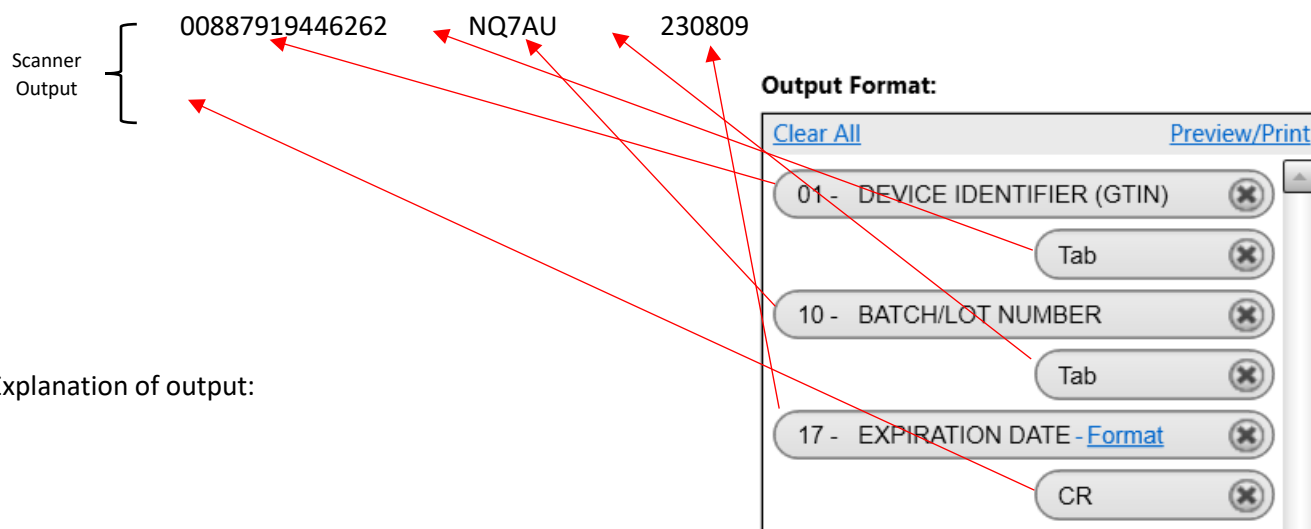 00887919446262 NQ7AU 230809
Scanner
Output
Output Format:
Clear All Preview/Print
01 - DEVICE IDENTIFIER (GTIN)
Tab
10 - BATCH/LOT NUMBER
Tab
Explanation of output:
17 - EXPIRATION DATE - Format
CR